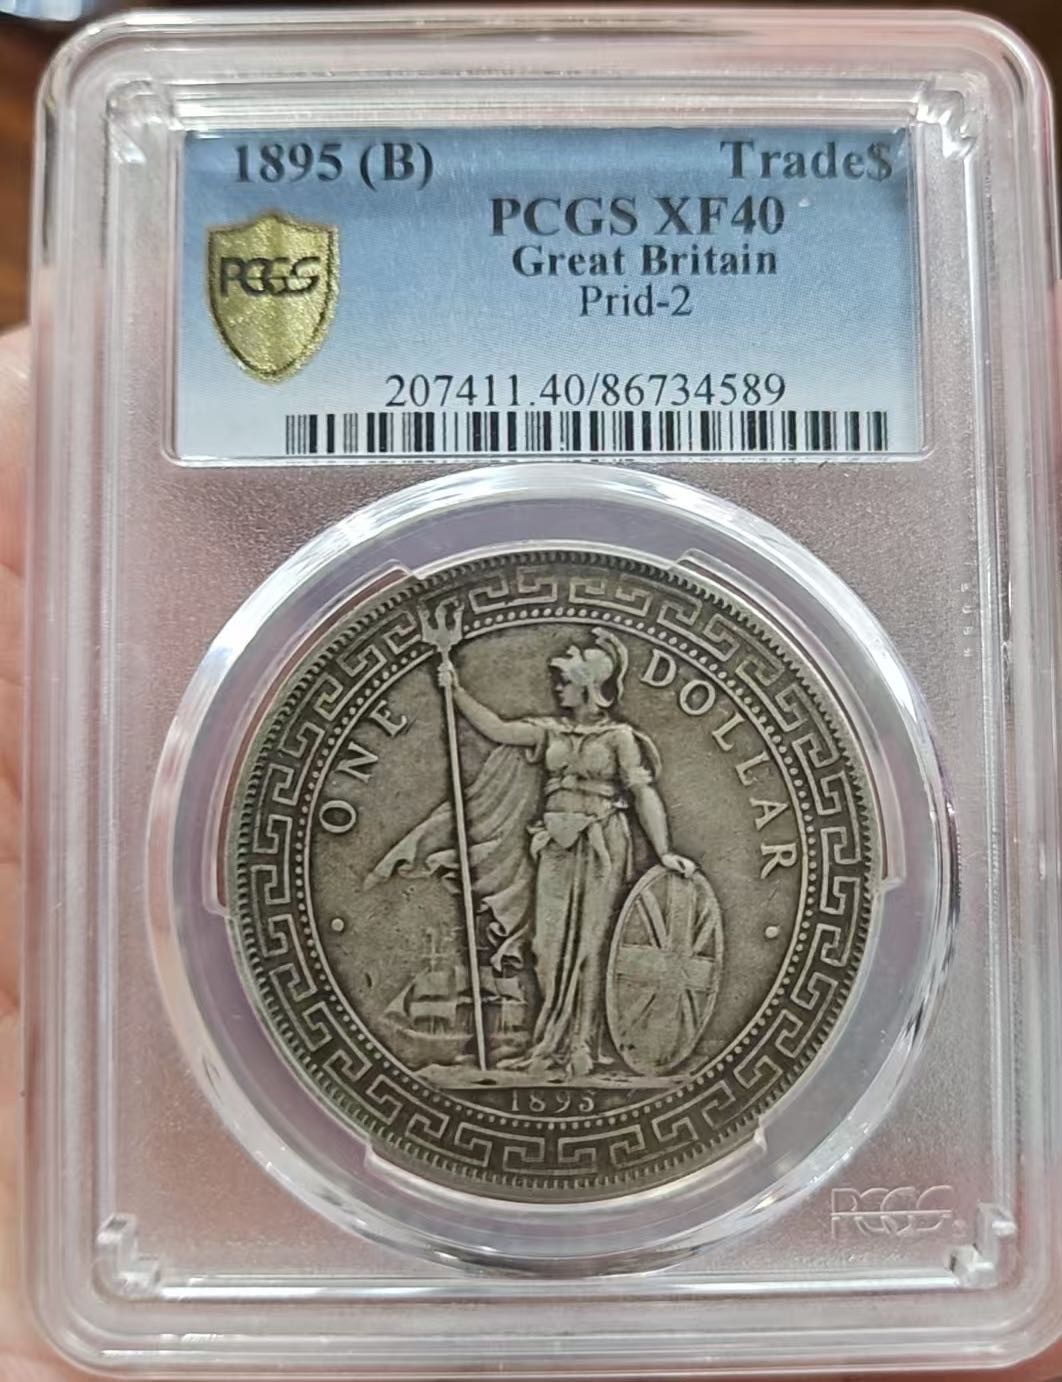 1895 (B) Trade$
PCGS XF40
Great Britain
Prid-2
PCGS
207411.40/86734589
ONE DOLLAR
1895
PCGS